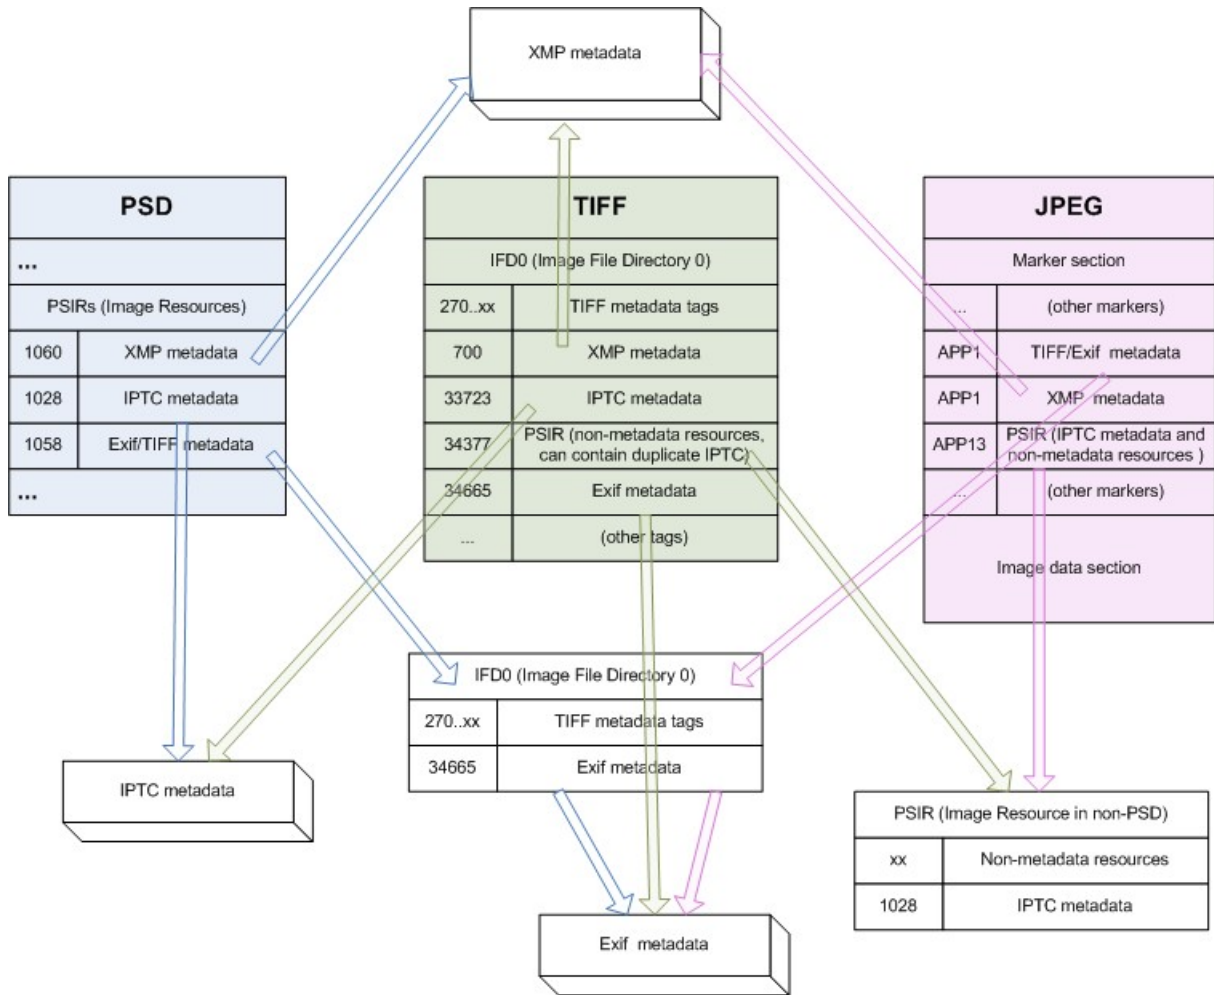 XMP metadata
PSD
...
PSIRs (Image Resources)
1060 XMP metadata
1028 IPTC metadata
1058 Exif/TIFF metadata
...
TIFF
IFD0 (Image File Directory 0)
270..xx TIFF metadata tags
700 XMP metadata
33723 IPTC metadata
34377 PSIR (non-metadata resources,
can contain duplicate IPTC)
34665 Exif metadata
... (other tags)
JPEG
Marker section
... (other markers)
APP1 TIFF/Exif metadata
APP1 XMP metadata
APP13 PSIR (IPTC metadata and
non-metadata resources )
... (other markers)
Image data section
IFD0 (Image File Directory 0)
270..xx TIFF metadata tags
34665 Exif metadata
IPTC metadata
PSIR (Image Resource in non-PSD)
xx Non-metadata resources
1028 IPTC metadata
Exif metadata